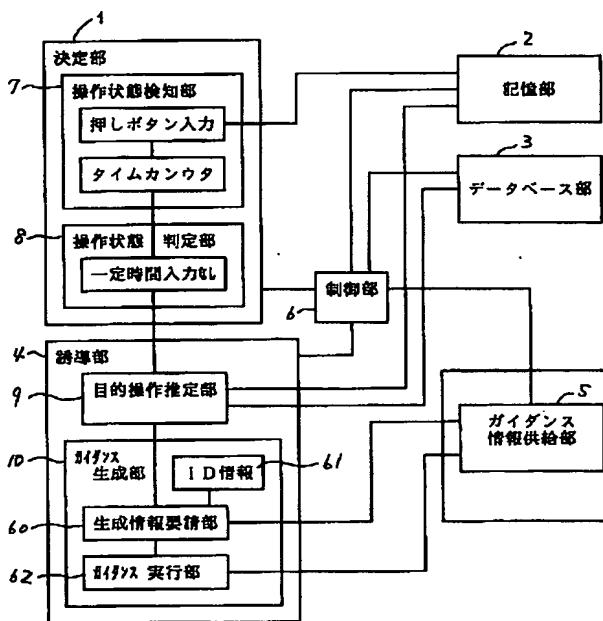 1
決定部
7
操作状態検知部
押しボタン入力
タイムカンウタ
8
操作状態 判定部
一定時間入力なし
2
記憶部
3
データベース部
制御部
6
4
誘導部
9
目的操作推定部
10
ガイダンス
生成部
ID情報
61
60
生成情報要請部
62
ガイダンス 実行部
5
ガイダンス
情報供給部